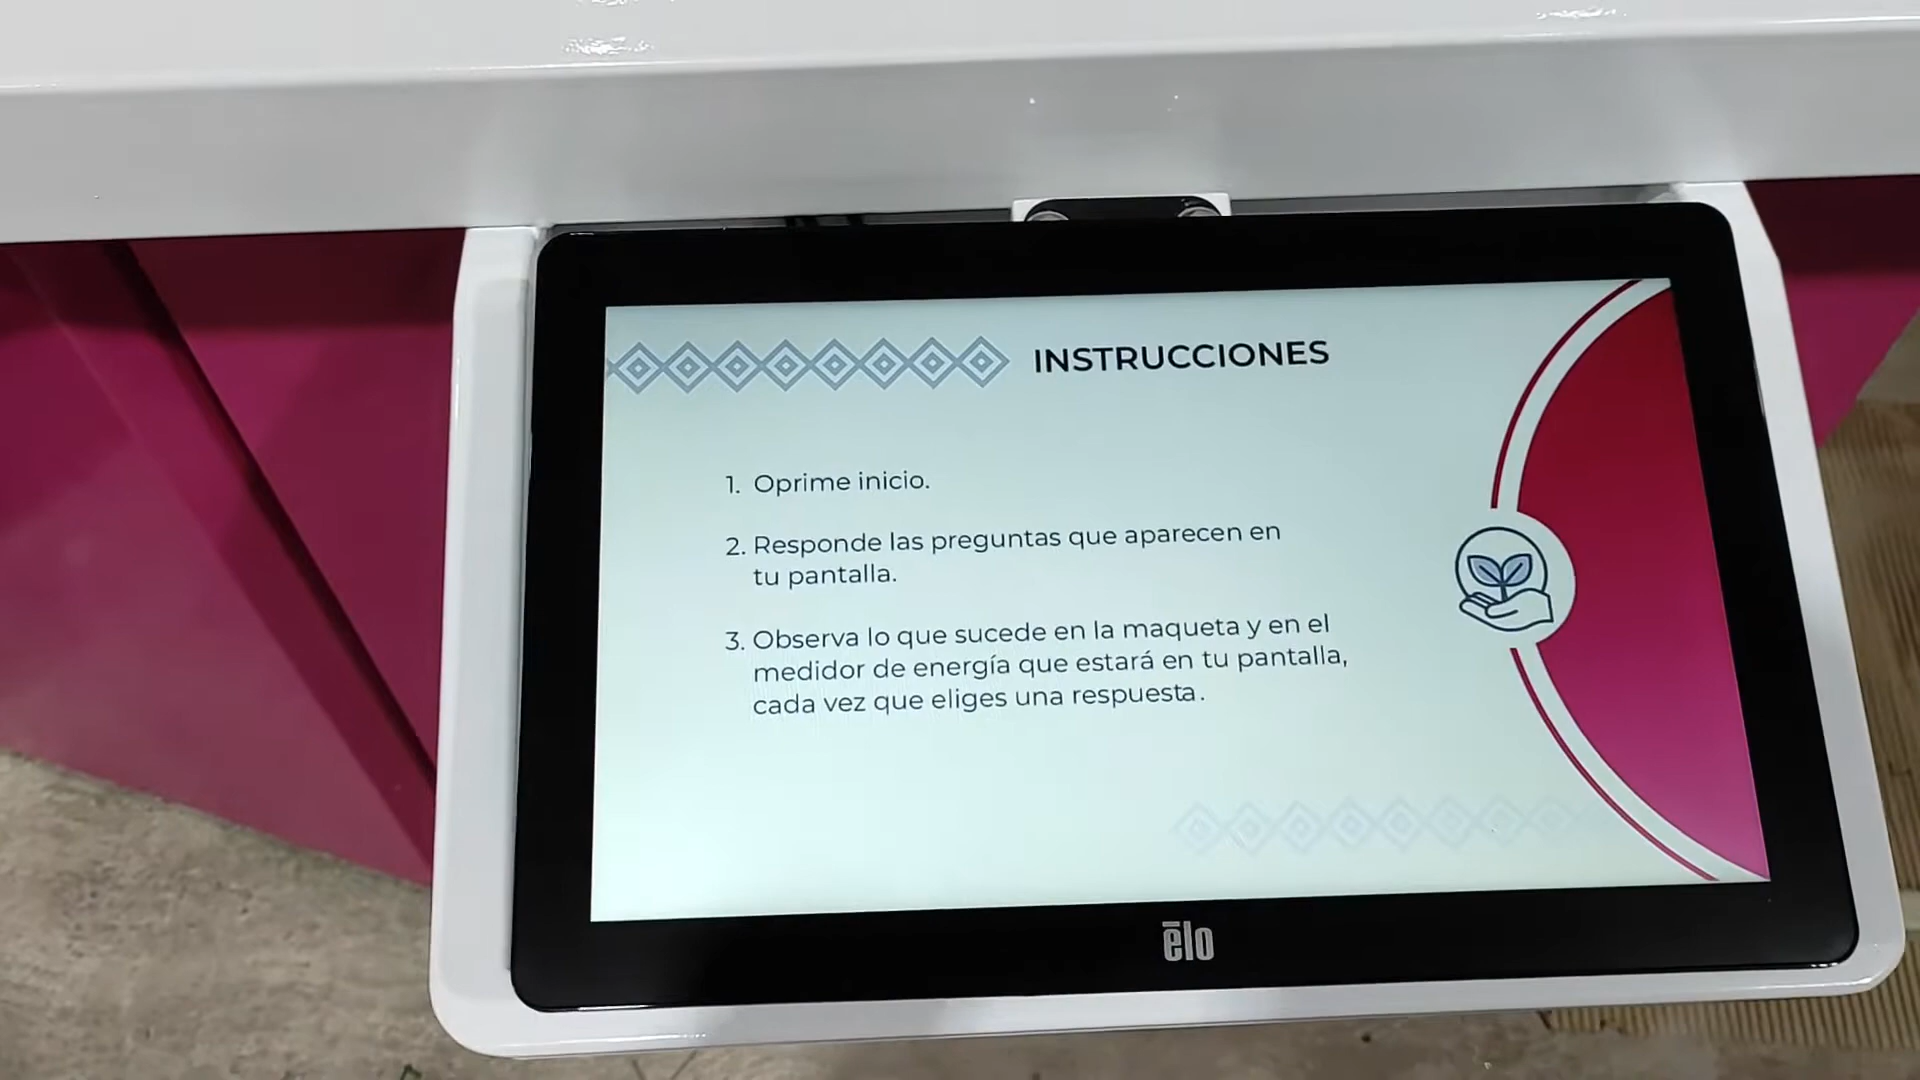 INSTRUCCIONES
1. Oprime inicio.
2. Responde las preguntas que aparecen en
tu pantalla.
3. Observa lo que sucede en la maqueta y en el
medidor de energía que estará en tu pantalla,
cada vez que eliges una respuesta.
ēlo